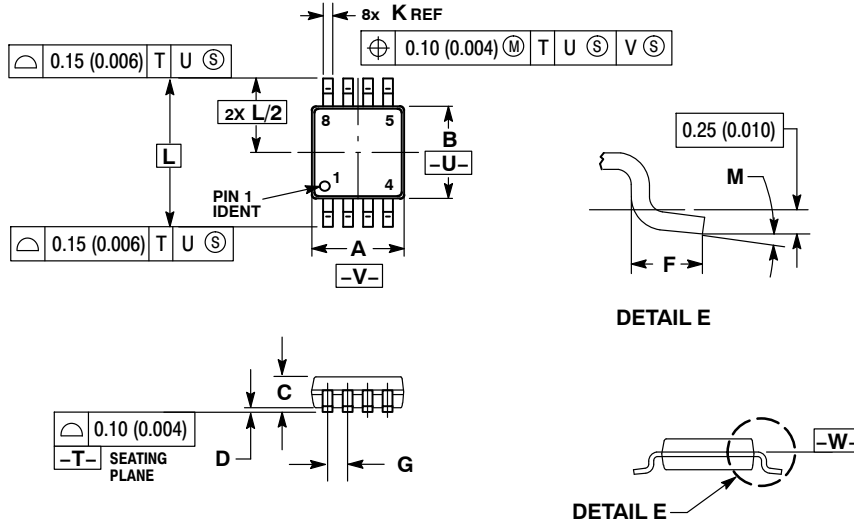 8x K REF
⌖ 0.10 (0.004) Ⓜ T U Ⓢ V Ⓢ
⌓ 0.15 (0.006) T U Ⓢ
2X L/2
8 5
B
–U–
L
PIN 1
IDENT
1
4
⌓ 0.15 (0.006) T U Ⓢ
A
–V–
0.25 (0.010)
M
F
DETAIL E
C
⌓ 0.10 (0.004)
–T– SEATING
PLANE
D
G
–W–
DETAIL E